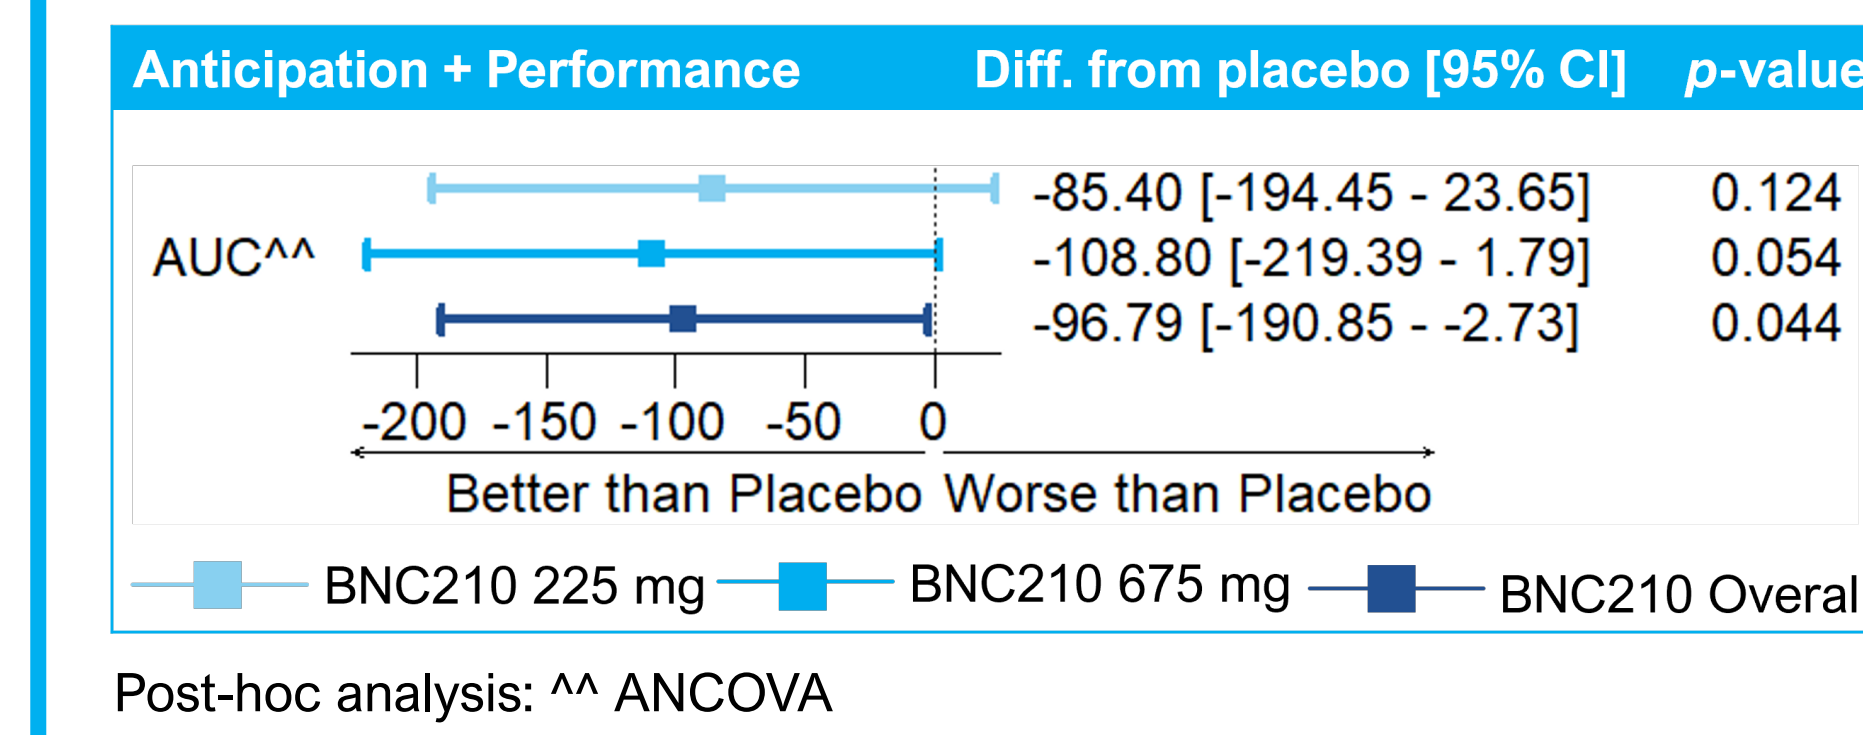 Anticipation + Performance Diff. from placebo [95% CI] p-value
-85.40 [-194.45 - 23.65] 0.124
AUC^^ -108.80 [-219.39 - 1.79] 0.054
-96.79 [-190.85 - -2.73] 0.044
-200 -150 -100 -50 0
Better than Placebo Worse than Placebo
BNC210 225 mg BNC210 675 mg BNC210 Overal
Post-hoc analysis: ^^ ANCOVA